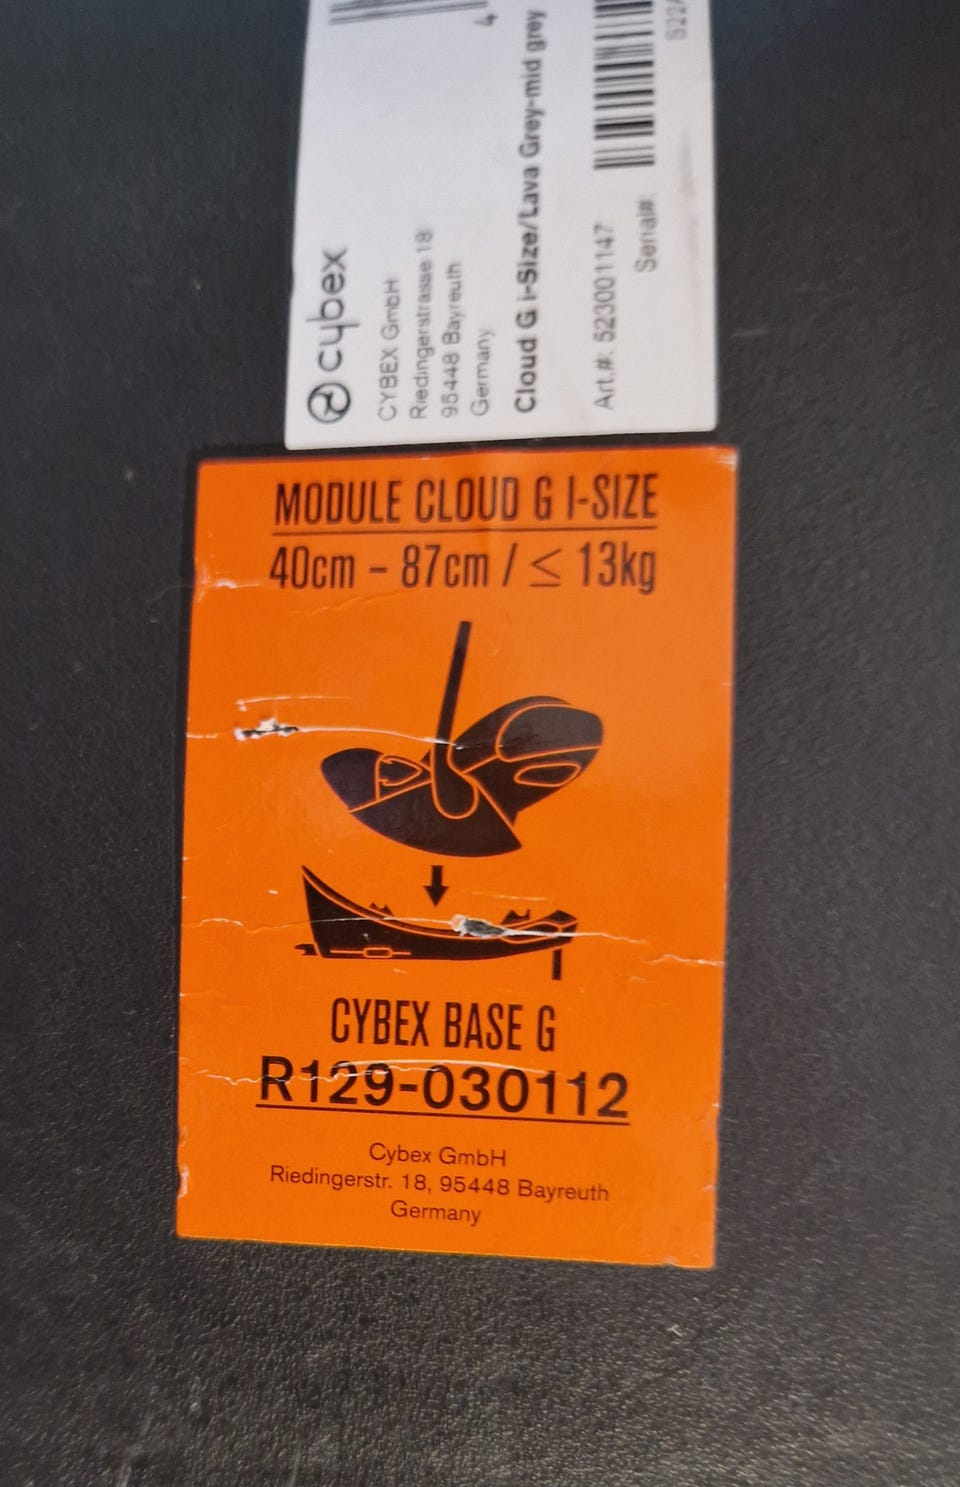 cybex
CYBEX GmbH
Riedingerstrasse 18
95448 Bayreuth
Germany
4
Cloud G i-Size/Lava Grey-mid grey
Art.#: 523001147
Serial#:
MODULE CLOUD G I-SIZE
40cm - 87cm / ≤ 13kg
CYBEX BASE G
R129-030112
Cybex GmbH
Riedingerstr. 18, 95448 Bayreuth
Germany